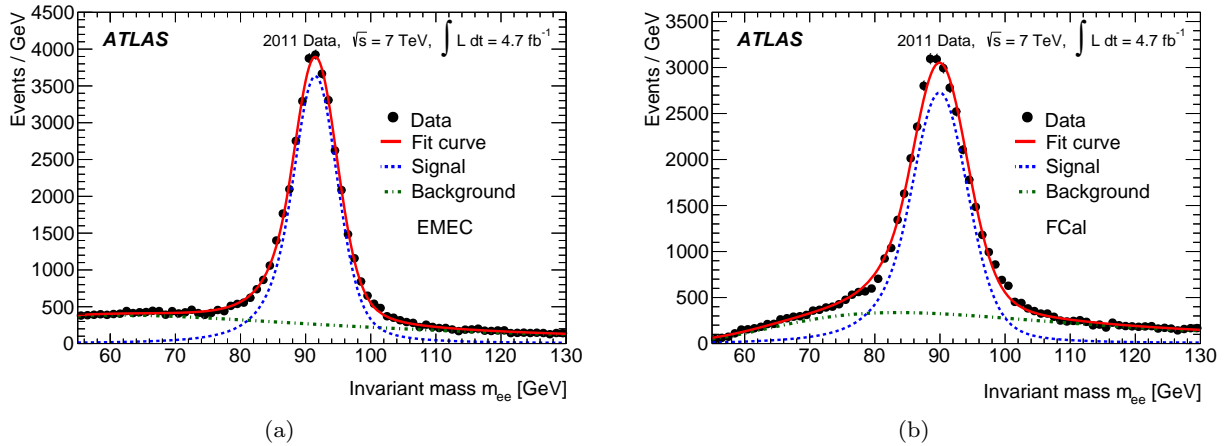 Events / GeV
4500
4000
3500
3000
2500
2000
1500
1000
500
0
ATLAS
2011 Data, √s = 7 TeV, ∫ L dt = 4.7 fb⁻¹
Data
Fit curve
Signal
Background
EMEC
60 70 80 90 100 110 120 130
Invariant mass m_ee [GeV]
(a)
Events / GeV
3500
3000
2500
2000
1500
1000
500
0
ATLAS
2011 Data, √s = 7 TeV, ∫ L dt = 4.7 fb⁻¹
Data
Fit curve
Signal
Background
FCal
60 70 80 90 100 110 120 130
Invariant mass m_ee [GeV]
(b)